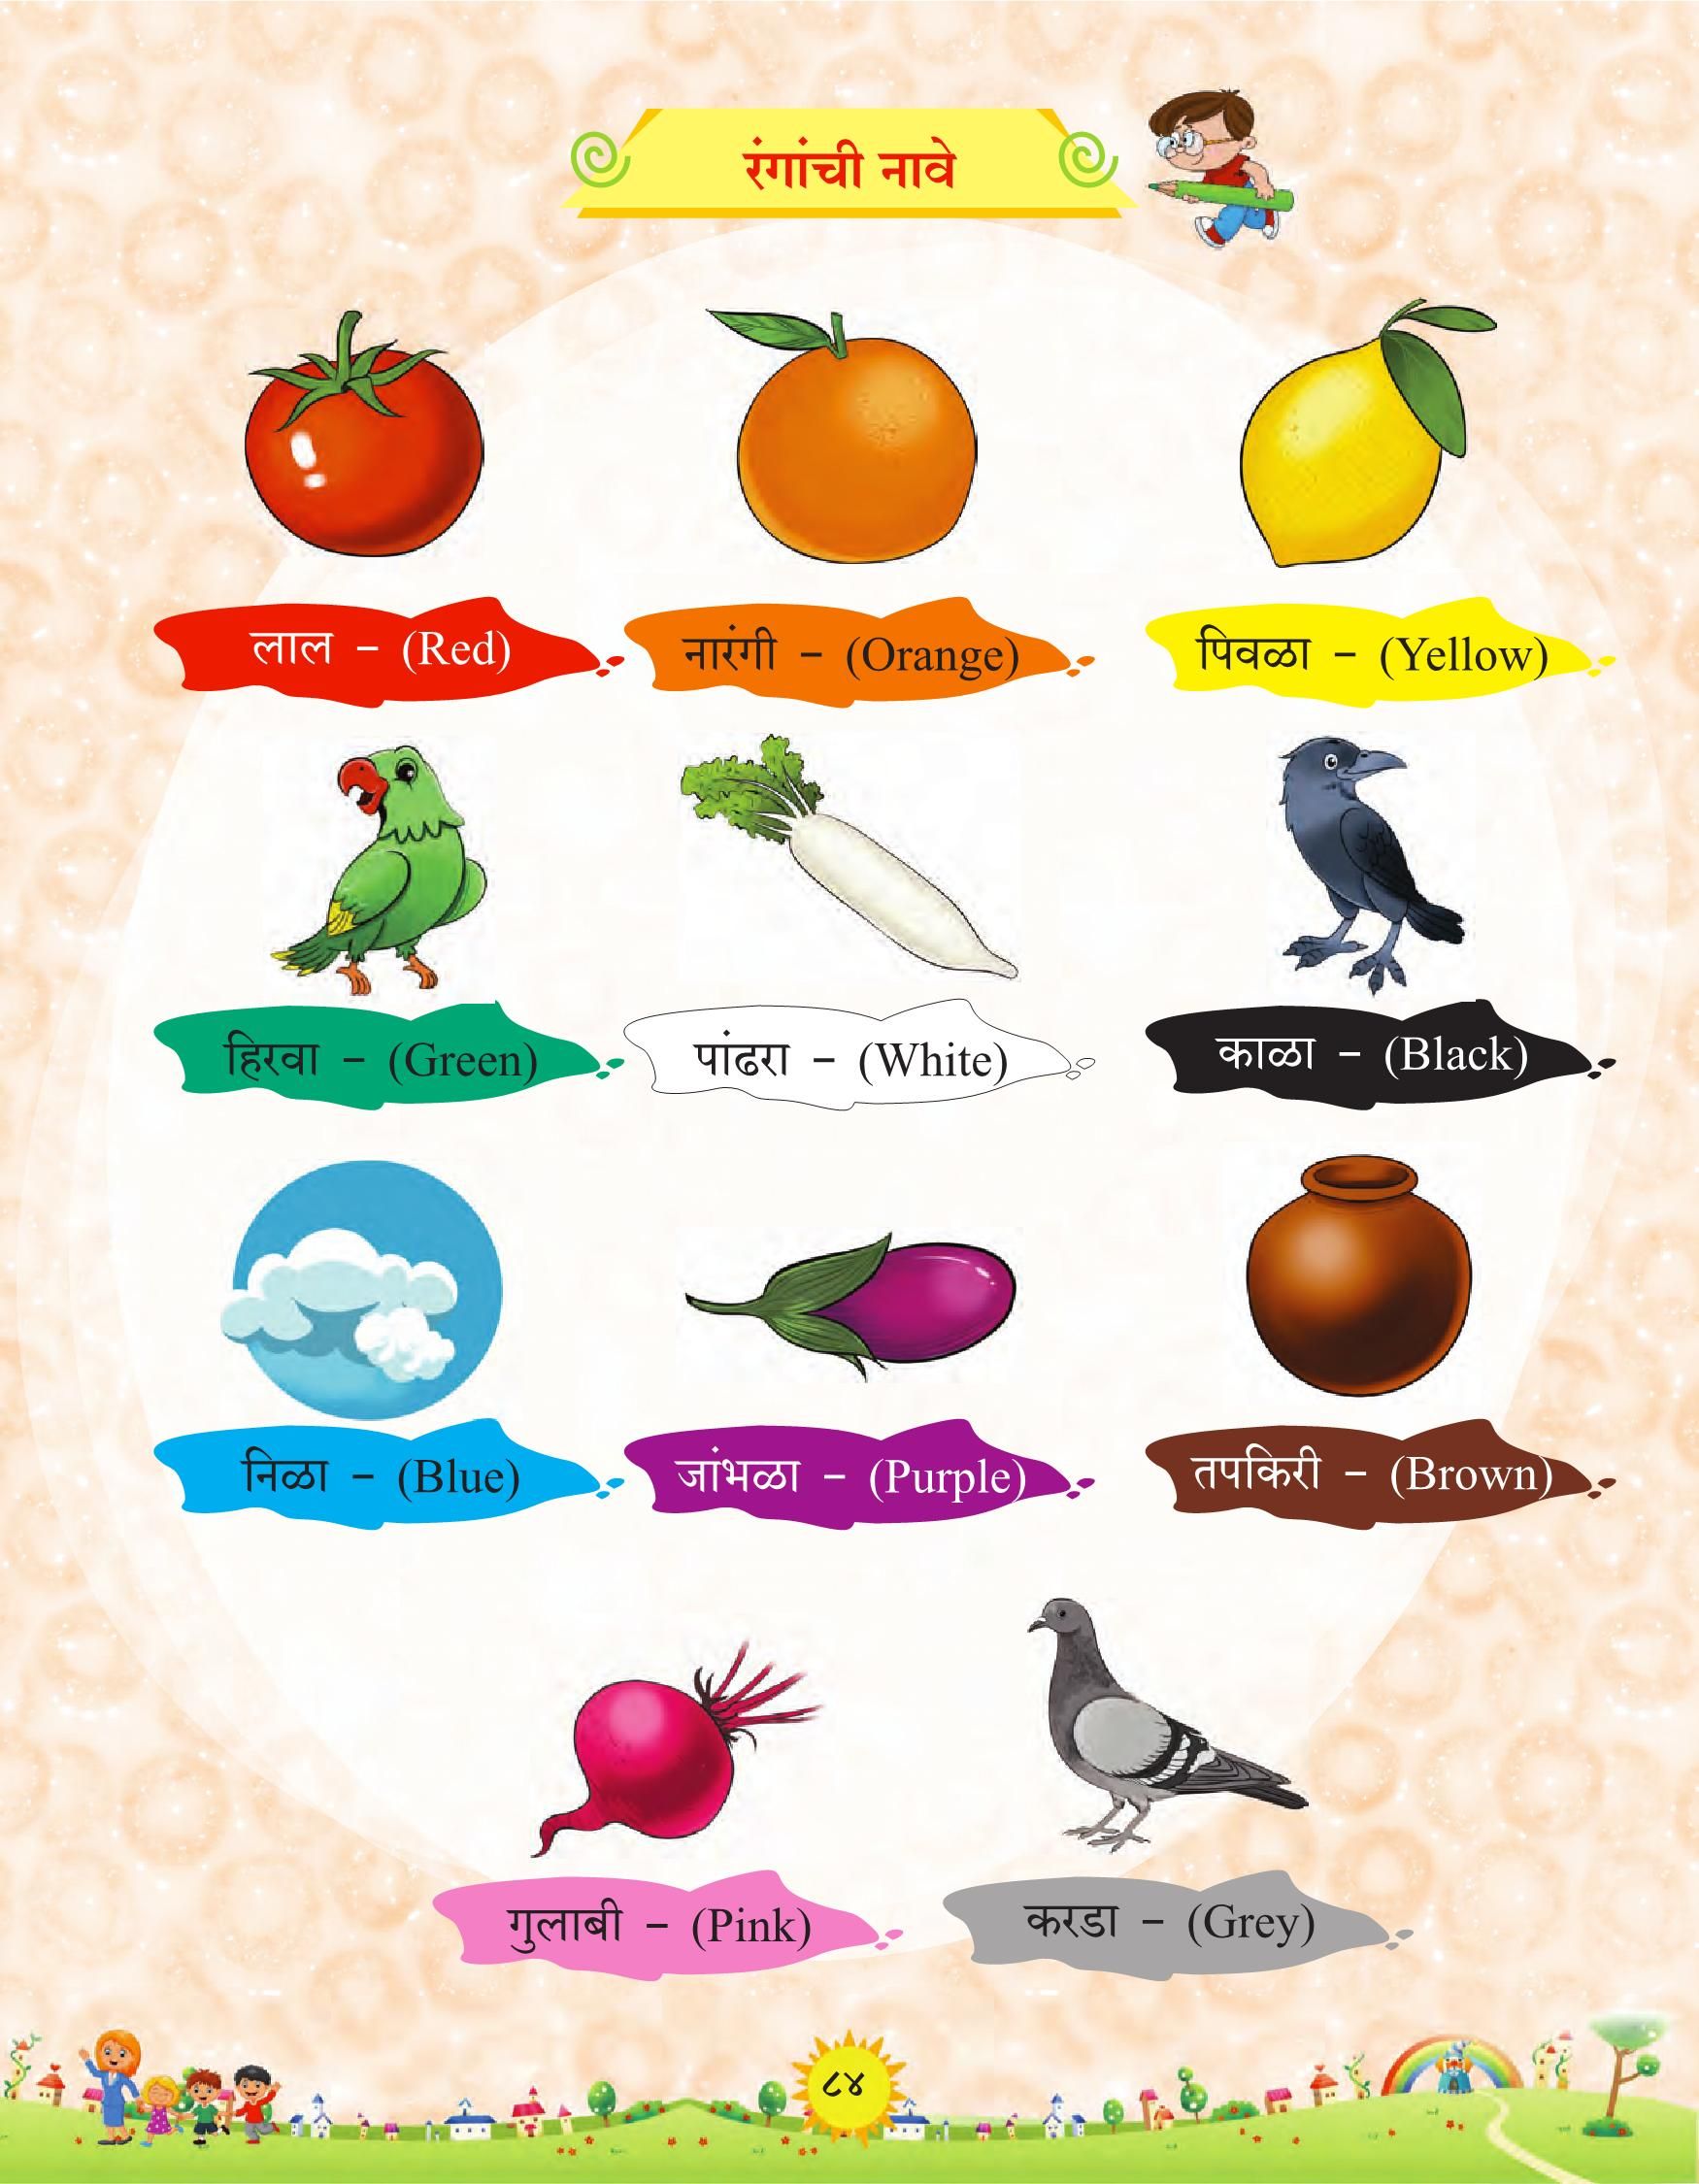 रंगांची नावे
लाल – (Red)
नारंगी – (Orange)
पिवळा – (Yellow)
हिरवा – (Green)
पांढरा – (White)
काळा – (Black)
निळा – (Blue)
जांभळा – (Purple)
तपकिरी – (Brown)
गुलाबी – (Pink)
करडा – (Grey)
८४